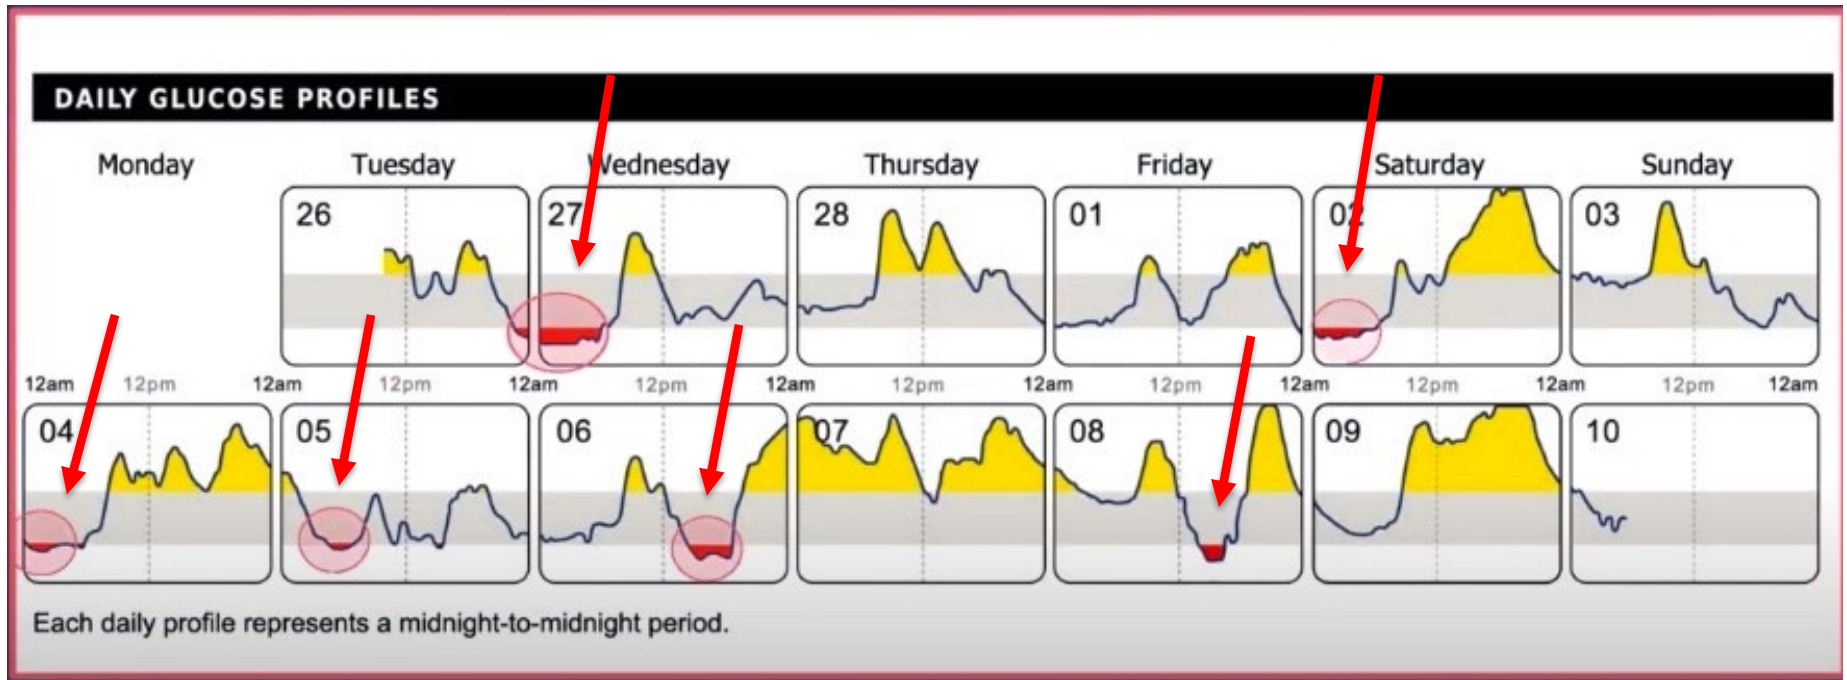 DAILY GLUCOSE PROFILES
Monday Tuesday Wednesday Thursday Friday Saturday Sunday
26 27 28 01 02 03
12am 12pm 12am 12pm 12am 12pm 12am 12pm 12am 12pm 12am 12pm 12am 12pm 12am
04 05 06 07 08 09 10
Each daily profile represents a midnight-to-midnight period.